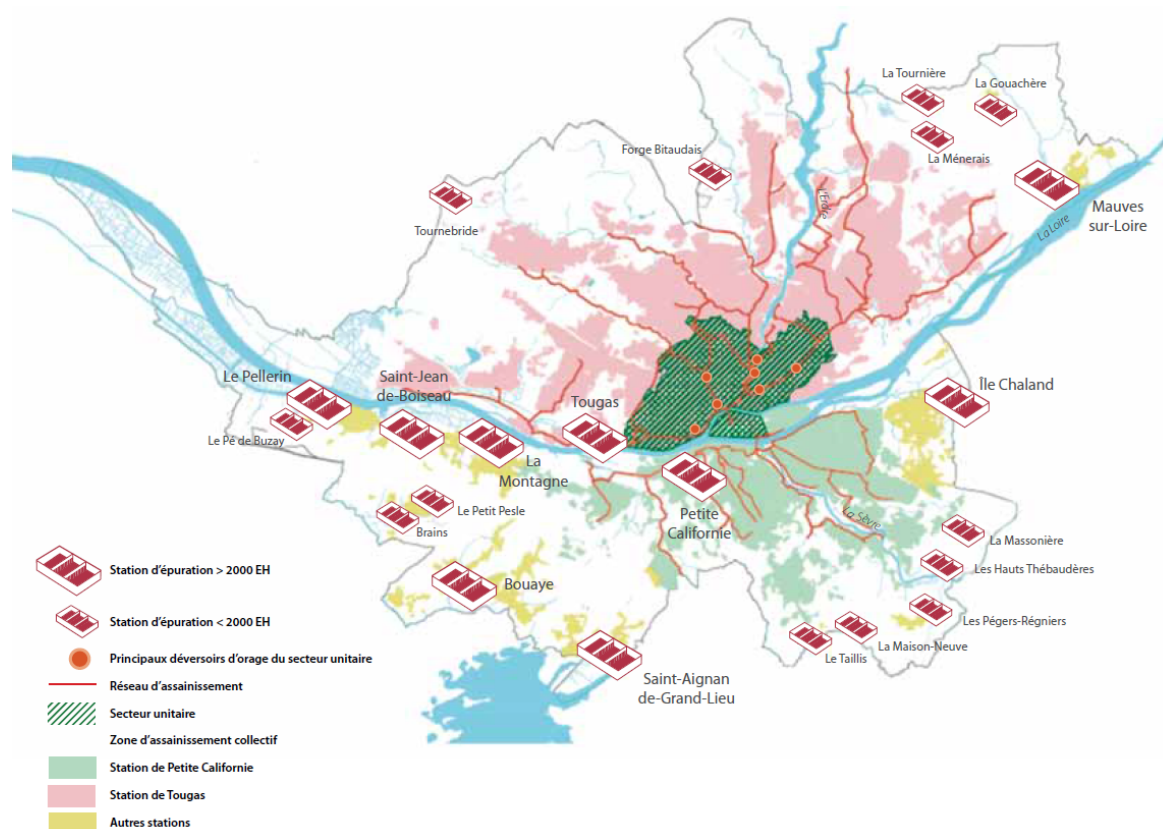 La Tournière
La Gouachère
Forge Bitaudais
La Ménerais
Tournebride
L'Erdre
Mauves
sur-Loire
La Loire
Le Pellerin
Saint-Jean
de-Boiseau
Tougas
Île Chaland
Le Pé de Buzay
La
Montagne
Petite
Californie
La Sèvre
Le Petit Pesle
Brains
La Massonière
Les Hauts Thébaudères
Bouaye
Les Pégers-Régniers
La Maison-Neuve
Le Taillis
Saint-Aignan
de-Grand-Lieu
Station d'épuration > 2000 EH
Station d'épuration < 2000 EH
Principaux déversoirs d'orage du secteur unitaire
Réseau d'assainissement
Secteur unitaire
Zone d'assainissement collectif
Station de Petite Californie
Station de Tougas
Autres stations